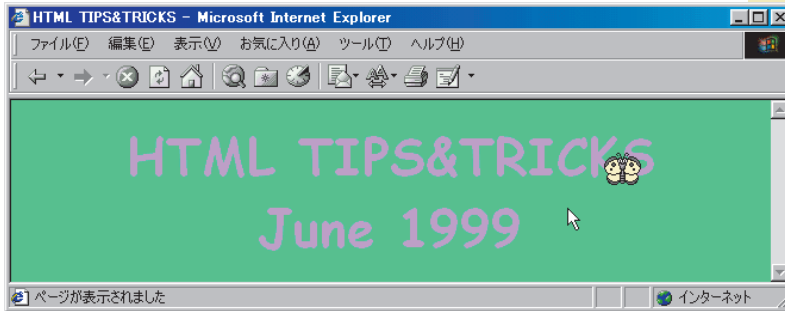 HTML TIPS&TRICKS - Microsoft Internet Explorer
ファイル(F) 編集(E) 表示(V) お気に入り(A) ツール(T) ヘルプ(H)
HTML TIPS&TRICKS
June 1999
ページが表示されました インターネット